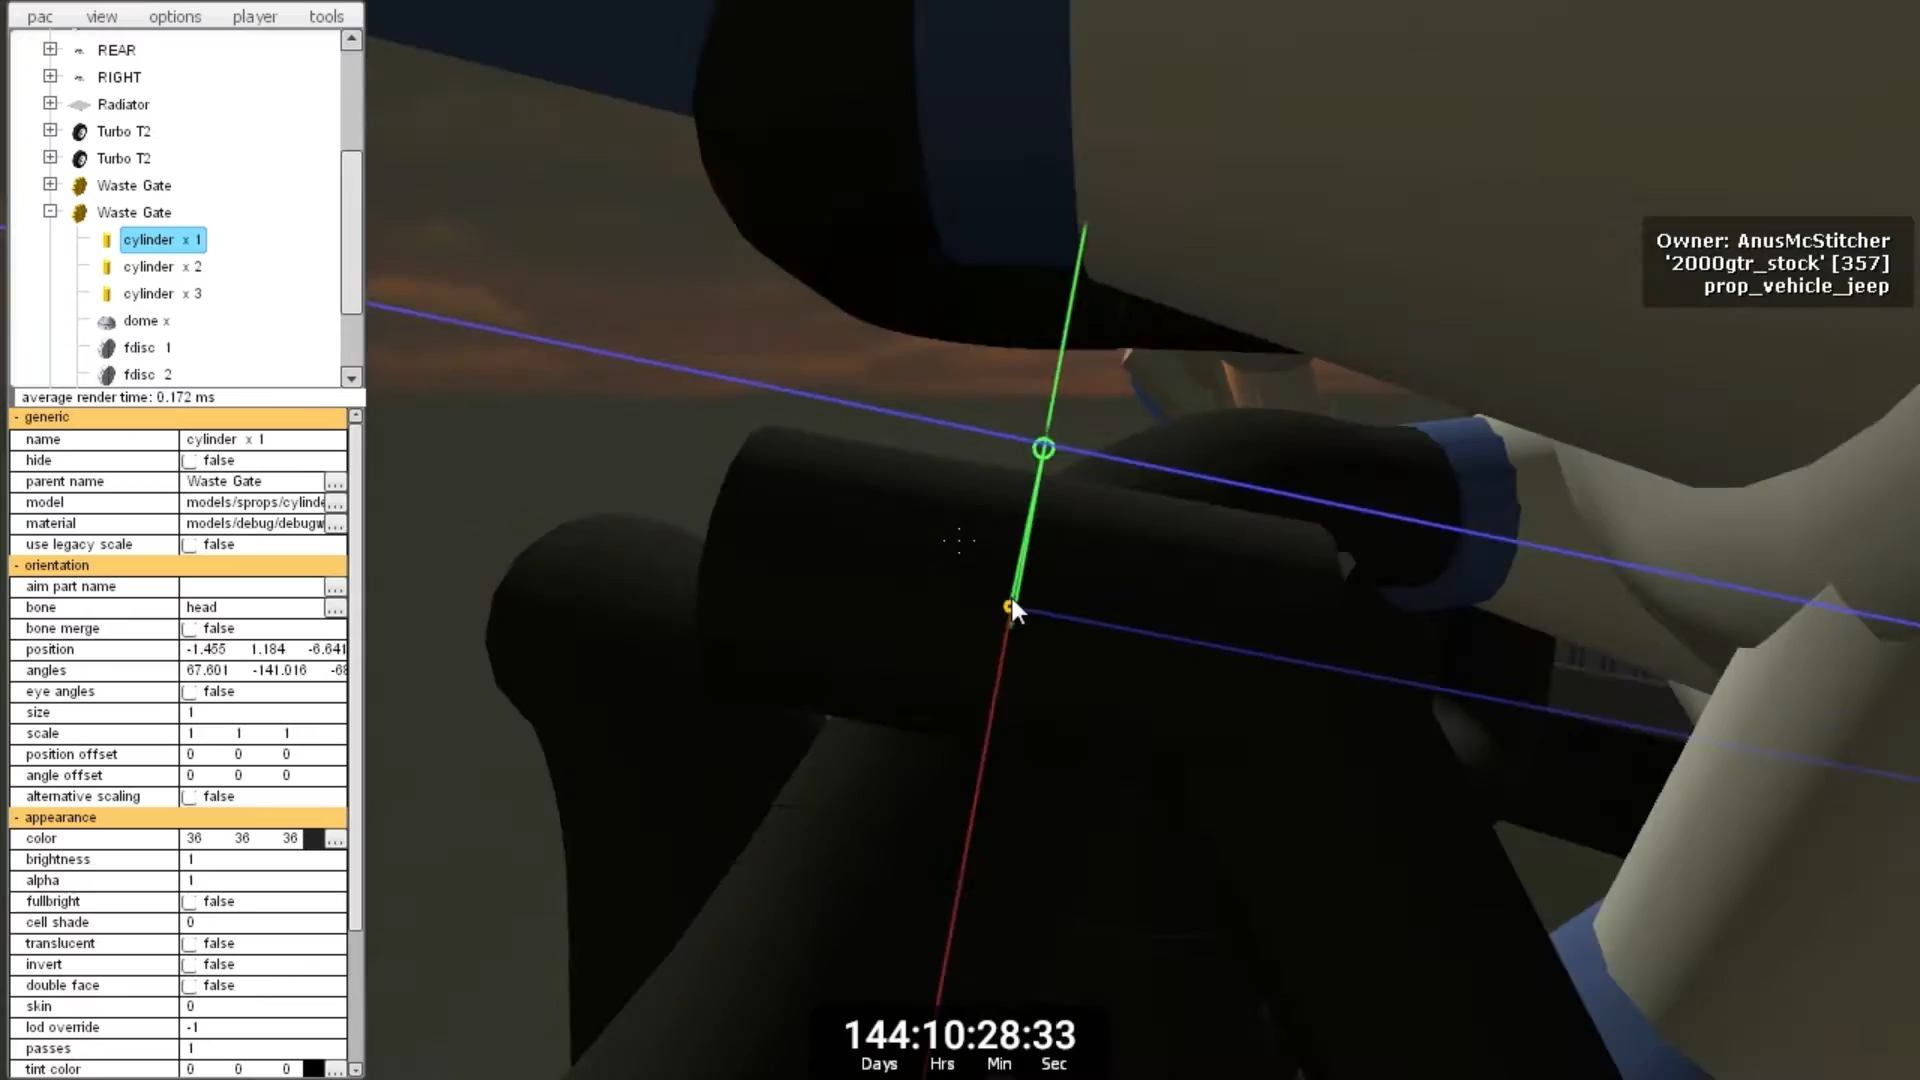 pac view options player tools
REAR
RIGHT
Radiator
Turbo T2
Turbo T2
Waste Gate
Waste Gate
cylinder x 1
cylinder x 2
cylinder x 3
dome x
fdisc 1
fdisc 2
average render time: 0.172 ms
- generic
name cylinder x 1
hide false
parent name Waste Gate ...
model models/sprops/cylinde ...
material models/debug/debugw ...
use legacy scale false
- orientation
aim part name ...
bone head ...
bone merge false
position -1.455 1.184 -6.641
angles 67.601 -141.016 -68
eye angles false
size 1
scale 1 1 1
position offset 0 0 0
angle offset 0 0 0
alternative scaling false
- appearance
color 36 36 36 ...
brightness 1
alpha 1
fullbright false
cell shade 0
translucent false
invert false
double face false
skin 0
lod override -1
passes 1
tint color 0 0 0 ...
Owner: AnusMcStitcher
'2000gtr_stock' [357]
prop_vehicle_jeep
144:10:28:33
Days Hrs Min Sec